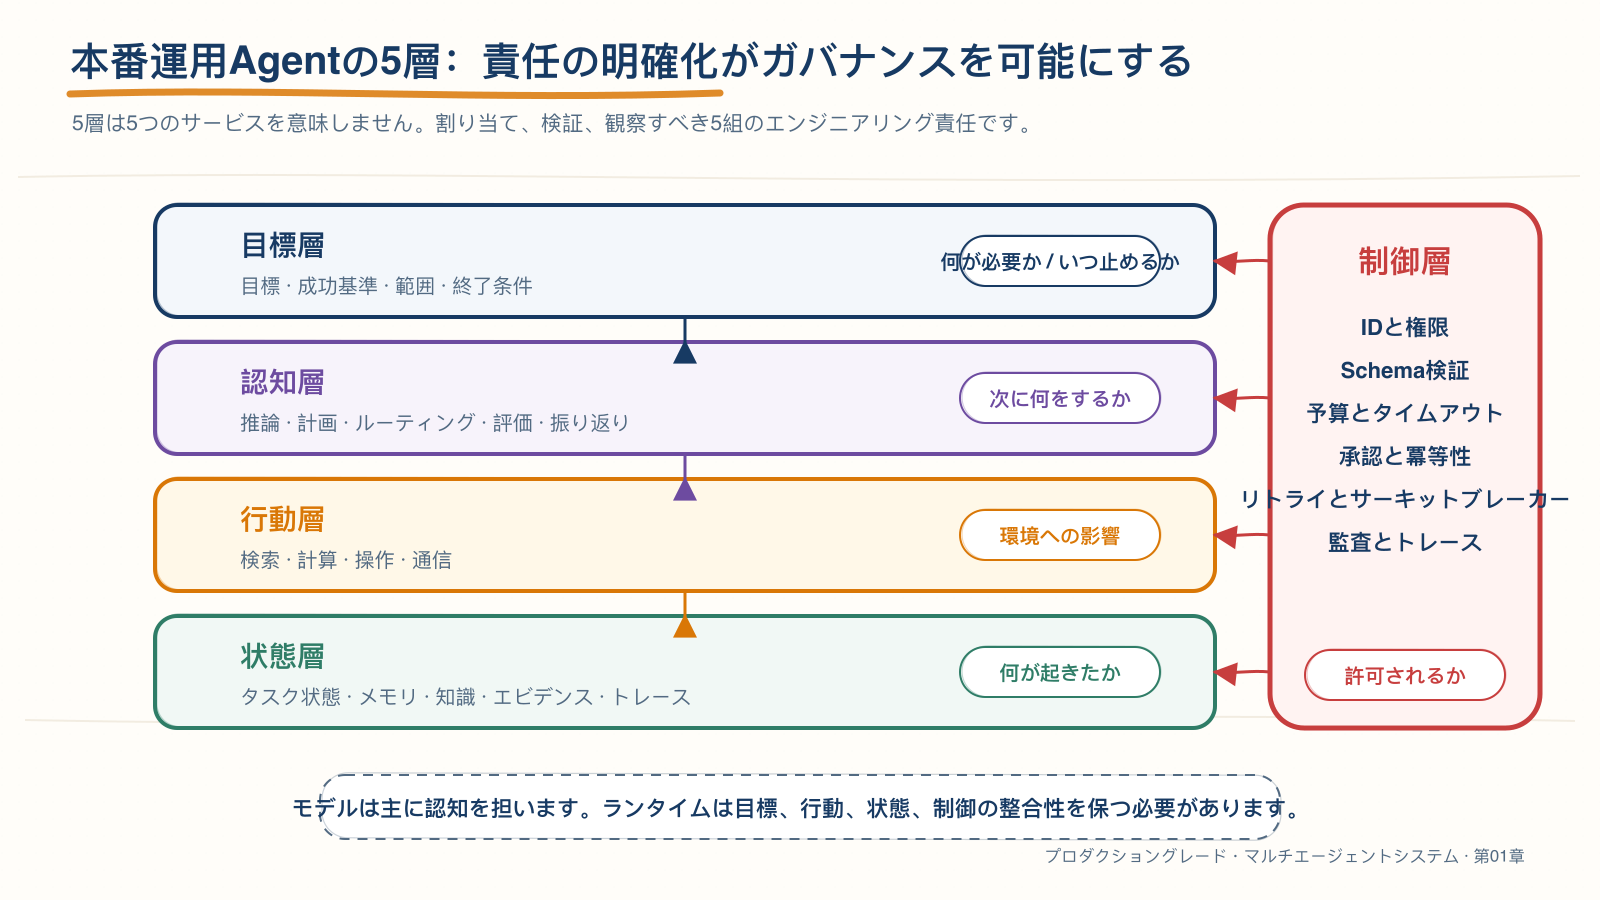 本番運用Agentの5層：責任の明確化がガバナンスを可能にする
5層は5つのサービスを意味しません。割り当て、検証、観察すべき5組のエンジニアリング責任です。
目標層
目標・成功基準・範囲・終了条件
何が必要か / いつ止めるか
認知層
推論・計画・ルーティング・評価・振り返り
次に何をするか
行動層
検索・計算・操作・通信
環境への影響
状態層
タスク状態・メモリ・知識・エビデンス・トレース
何が起きたか
制御層
IDと権限
Schema検証
予算とタイムアウト
承認と冪等性
リトライとサーキットブレーカー
監査とトレース
許可されるか
モデルは主に認知を担います。ランタイムは目標、行動、状態、制御の整合性を保つ必要があります。
プロダクショングレード・マルチエージェントシステム・第01章